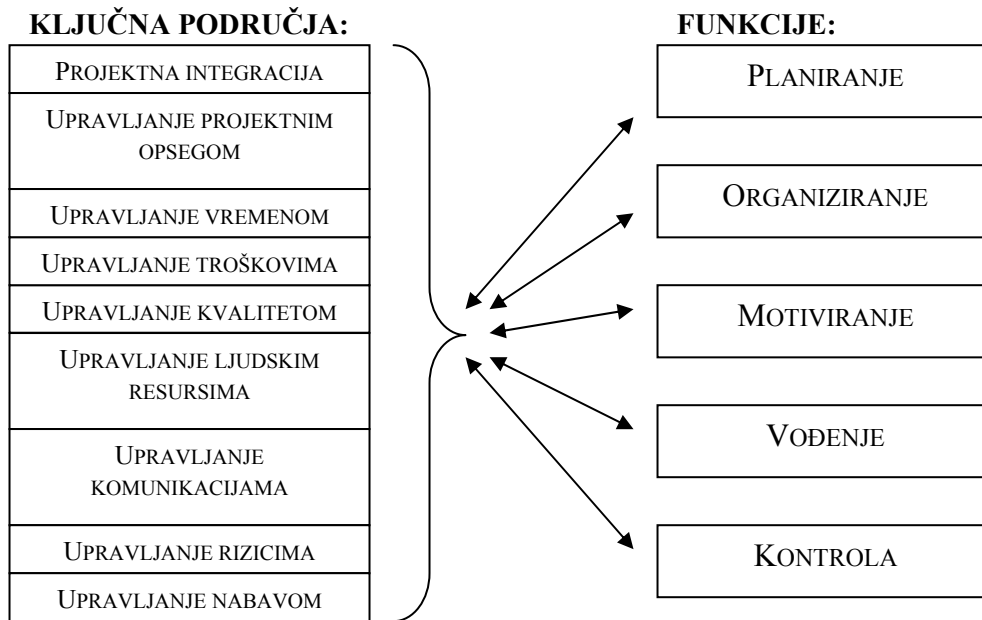 KLJUČNA PODRUČJA:
PROJEKTNA INTEGRACIJA
UPRAVLJANJE PROJEKTNIM
OPSEGOM
UPRAVLJANJE VREMENOM
UPRAVLJANJE TROŠKOVIMA
UPRAVLJANJE KVALITETOM
UPRAVLJANJE LJUDSKIM
RESURSIMA
UPRAVLJANJE
KOMUNIKACIJAMA
UPRAVLJANJE RIZICIMA
UPRAVLJANJE NABAVOM
FUNKCIJE:
PLANIRANJE
ORGANIZIRANJE
MOTIVIRANJE
VOĐENJE
KONTROLA